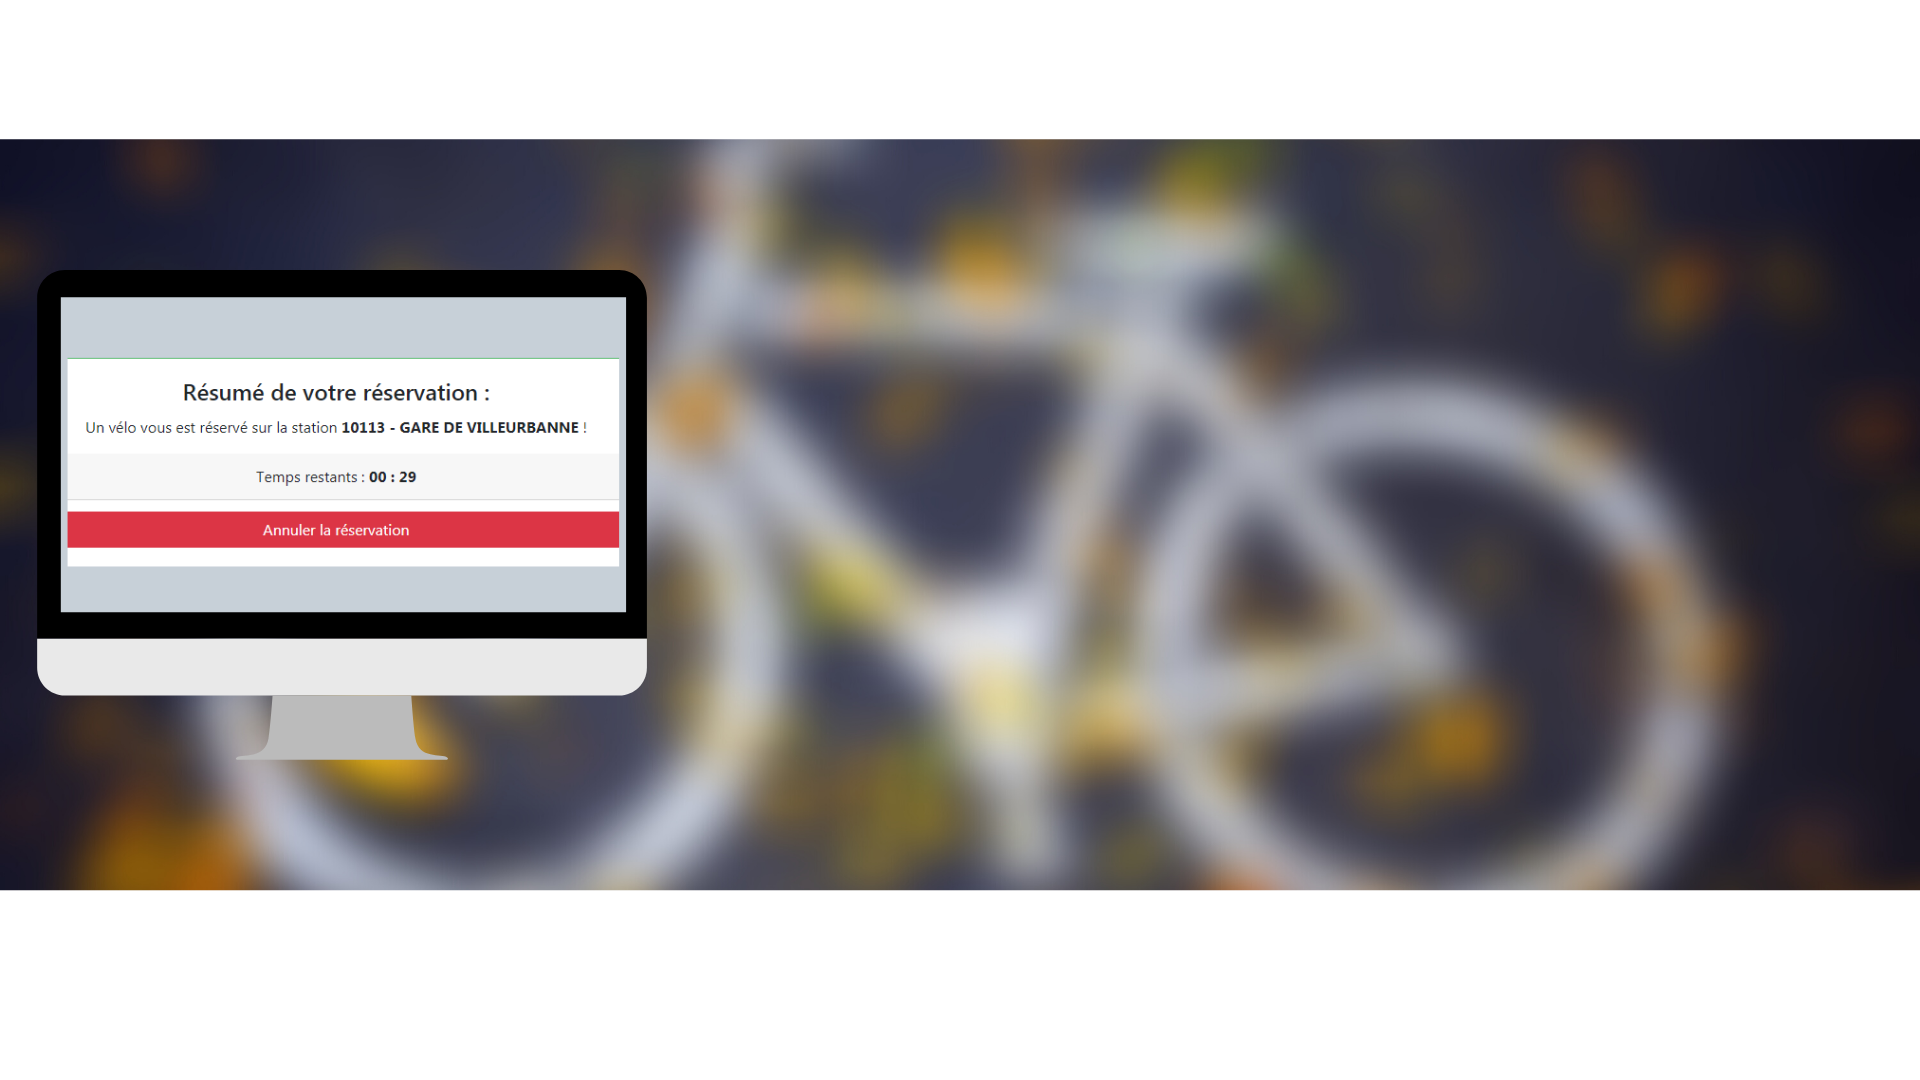 Résumé de votre réservation :
Un vélo vous est réservé sur la station 10113 - GARE DE VILLEURBANNE !
Temps restants : 00 : 29
Annuler la réservation